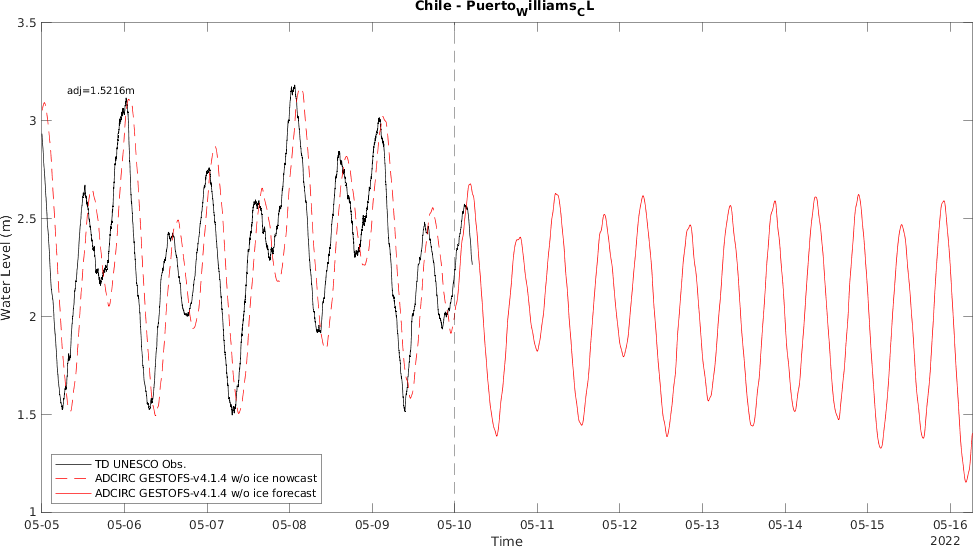 Chile - PuertoWilliamsCL
adj=1.5216m
3.5
3
2.5
2
1.5
1
Water Level (m)
TD UNESCO Obs.
ADCIRC GESTOFS-v4.1.4 w/o ice nowcast
ADCIRC GESTOFS-v4.1.4 w/o ice forecast
05-05 05-06 05-07 05-08 05-09 05-10 05-11 05-12 05-13 05-14 05-15 05-16
Time 2022